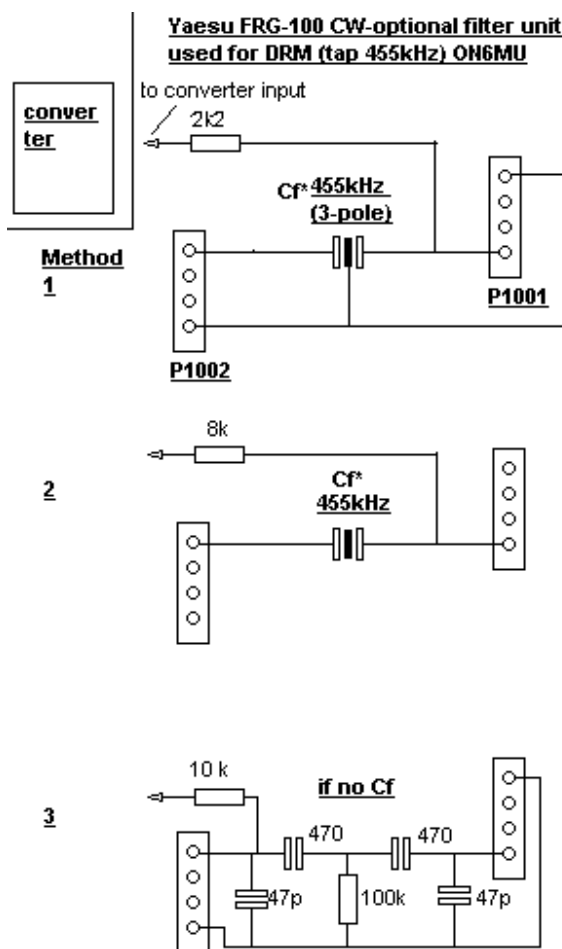 Yaesu FRG-100 CW-optional filter unit
used for DRM (tap 455kHz) ON6MU
to converter input
conver
ter
2k2
Cf* 455kHz
(3-pole)
Method
1
P1001
P1002
8k
2
Cf*
455kHz
10 k
if no Cf
3
470
470
47p
100k
47p